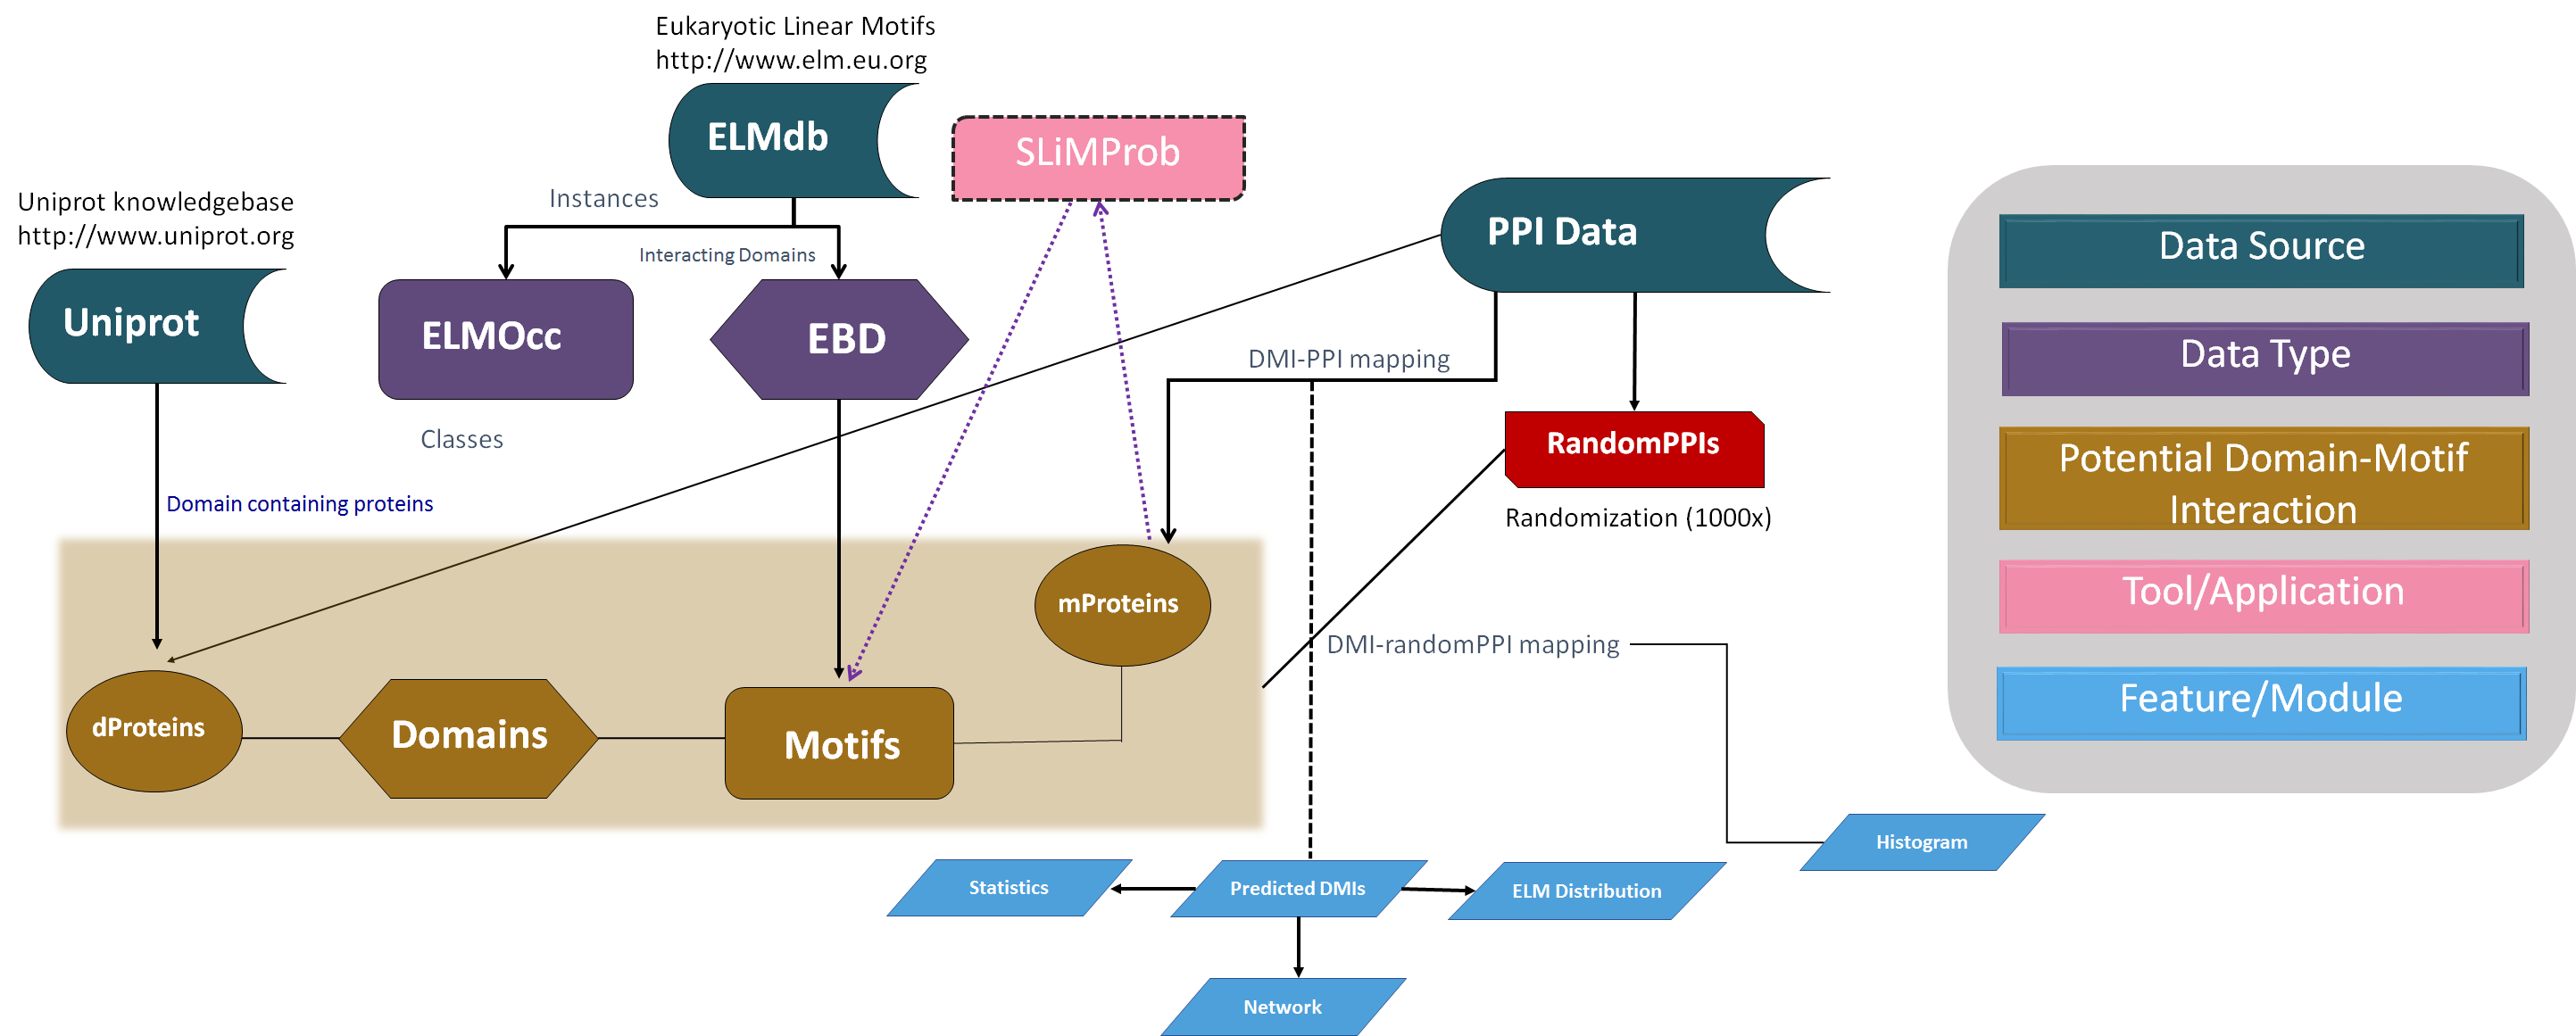 Eukaryotic Linear Motifs
http://www.elm.eu.org
ELMdb
SLiMProb
Uniprot knowledgebase
http://www.uniprot.org
Instances
Interacting Domains
PPI Data
Uniprot
ELMOcc
EBD
DMI-PPI mapping
Classes
RandomPPIs
Randomization (1000x)
Domain containing proteins
mProteins
DMI-randomPPI mapping
dProteins
Domains
Motifs
Histogram
Statistics
Predicted DMIs
ELM Distribution
Network
Data Source
Data Type
Potential Domain-Motif
Interaction
Tool/Application
Feature/Module